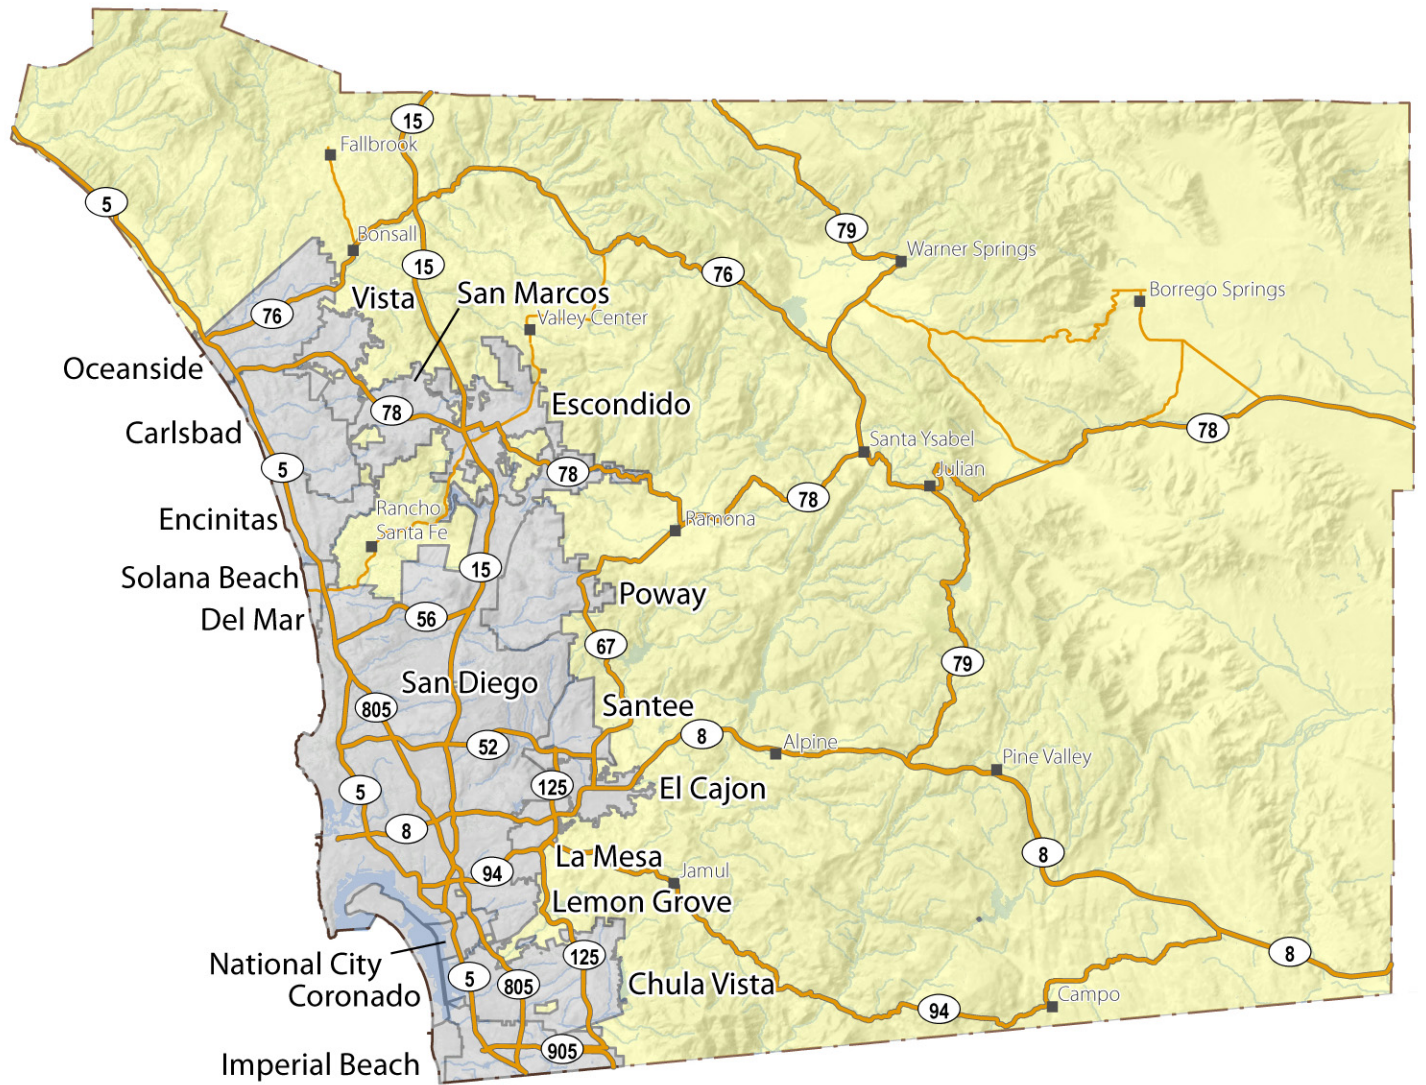 15
Fallbrook
5
79
Bonsall
Warner Springs
15
76
Borrego Springs
Vista
San Marcos
76
Valley Center
Oceanside
Escondido
78
78
Carlsbad
Santa Ysabel
5
78
Julian
78
Rancho
Santa Fe
Encinitas
Ramona
15
Solana Beach
Poway
Del Mar
56
67
79
San Diego
805
Santee
52
8
Alpine
Pine Valley
5
125
El Cajon
8
8
La Mesa
94
Jamul
Lemon Grove
National City
125
8
5
805
Chula Vista
Coronado
Campo
94
905
Imperial Beach